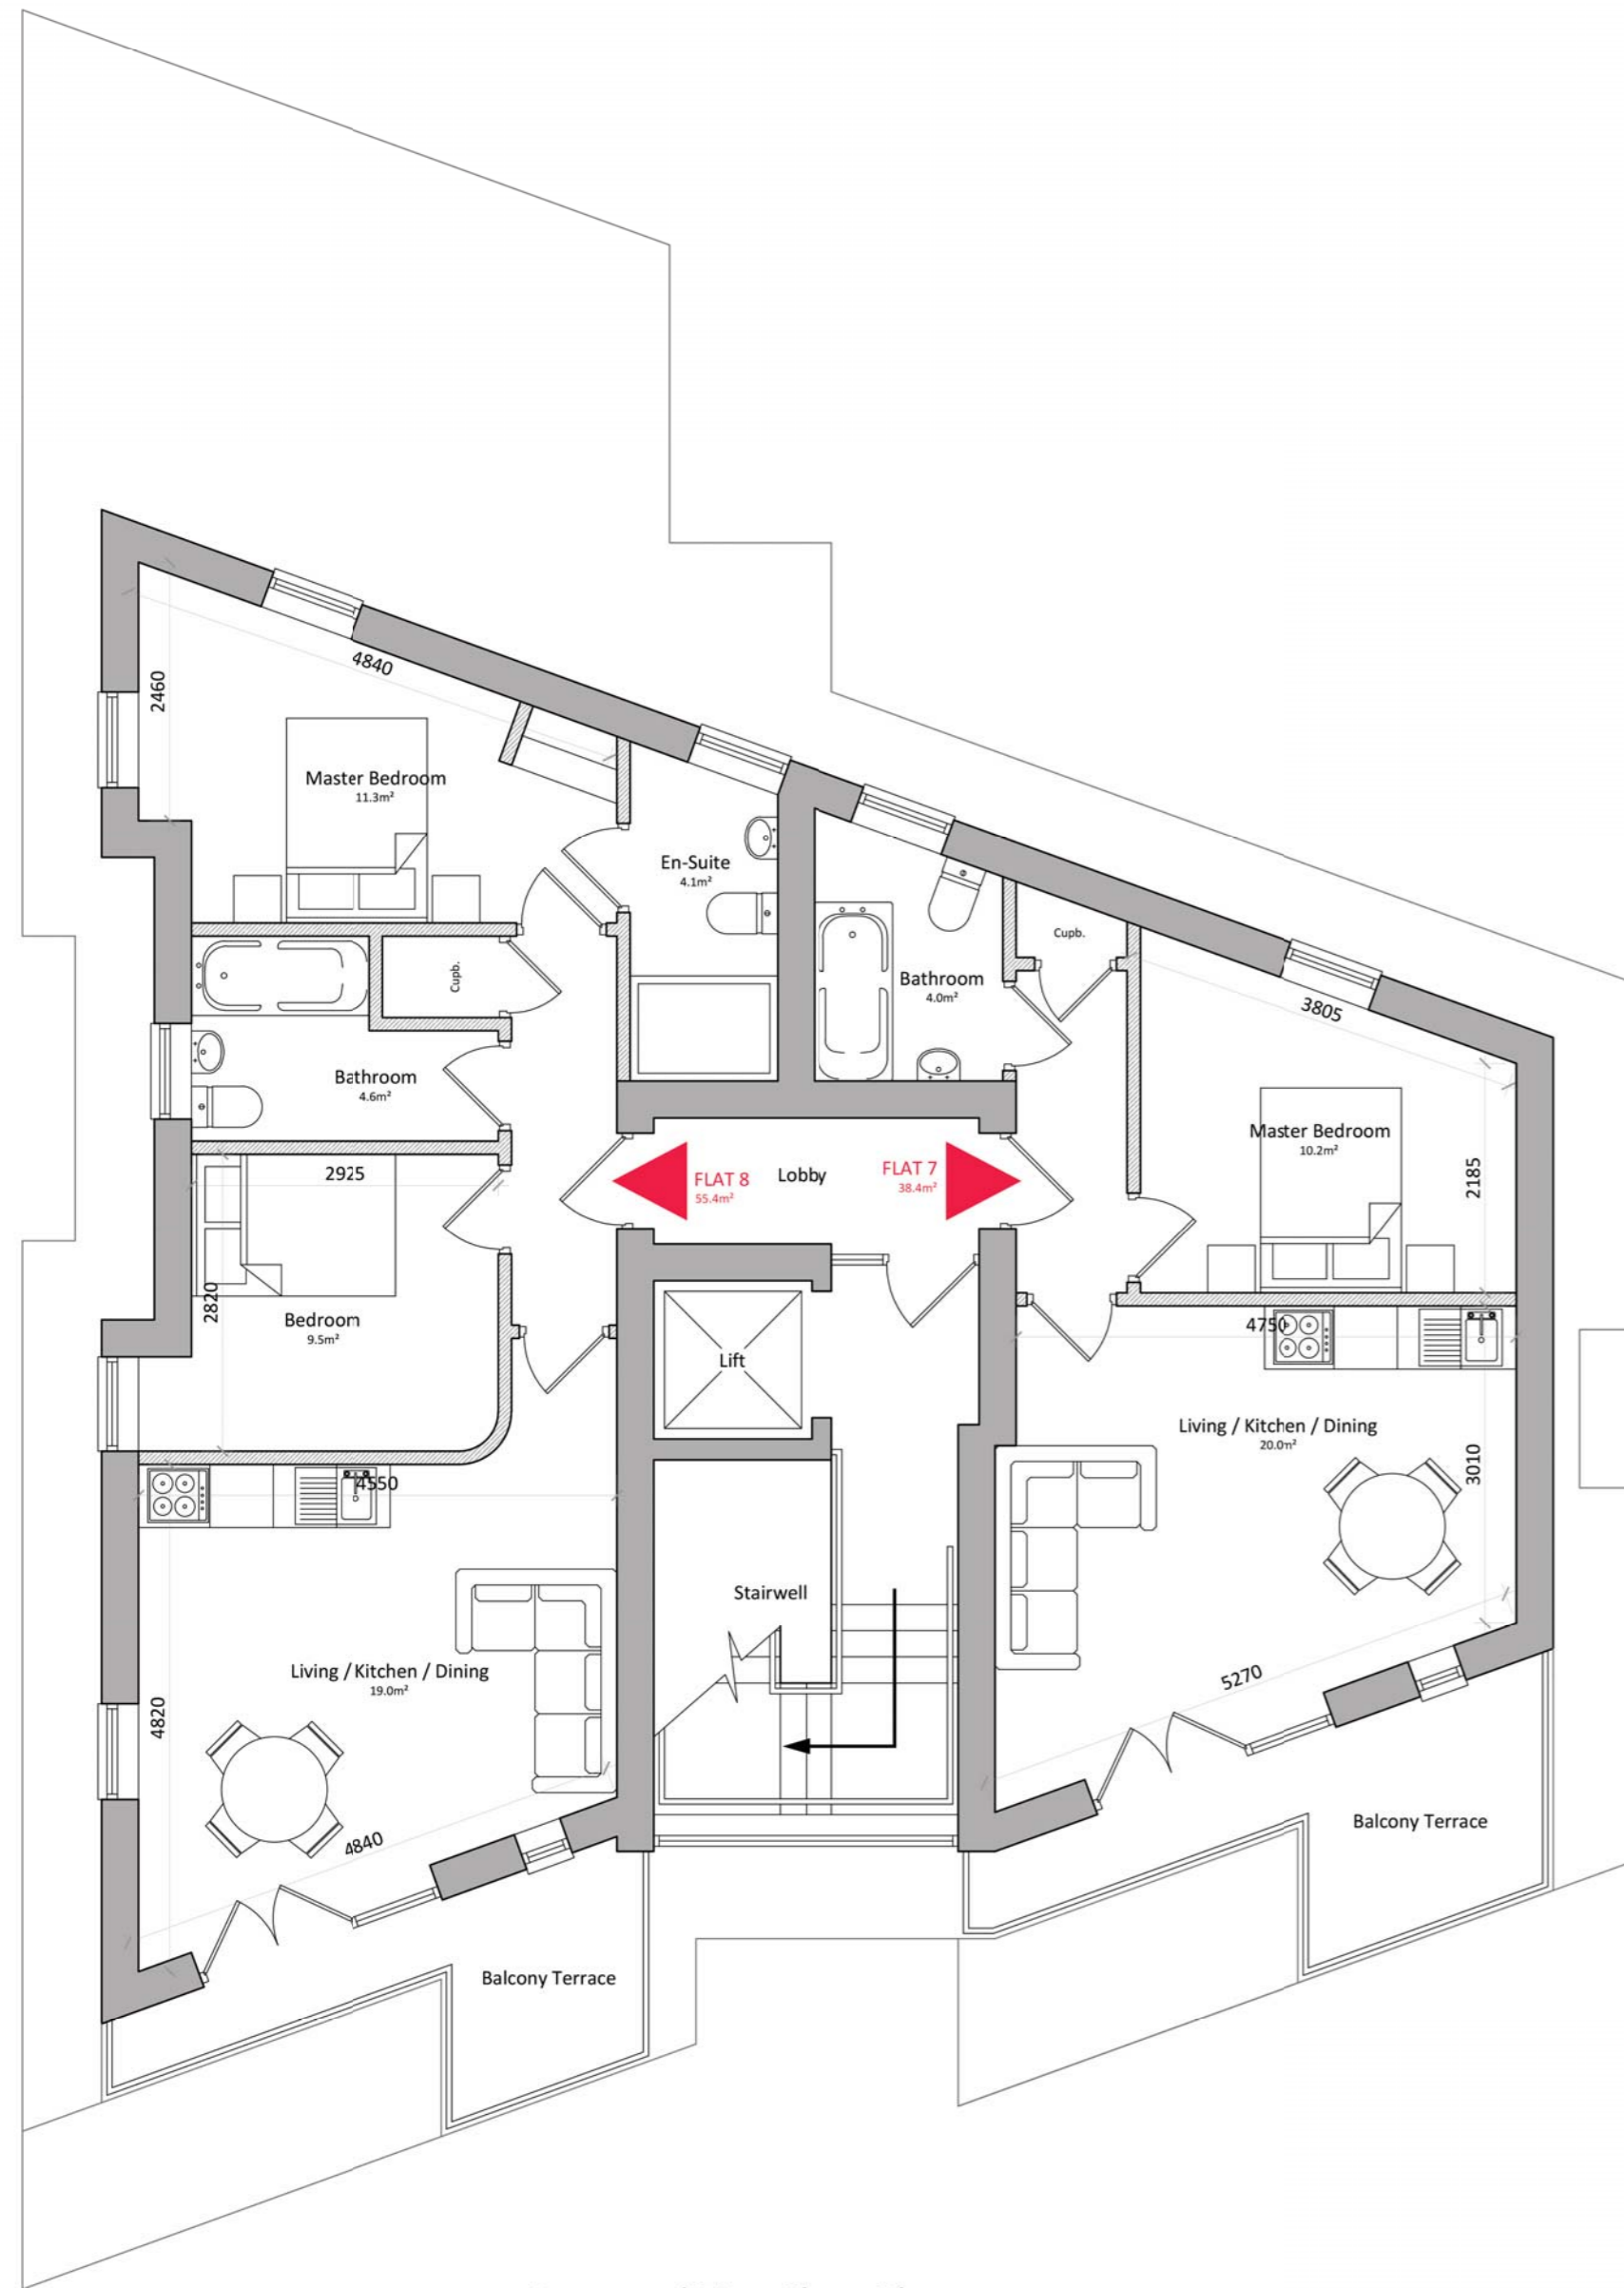 4840
2460
Master Bedroom
11.3m²
En-Suite
4.1m²
Cupb.
Cupb.
Bathroom
4.0m²
3805
Bathroom
4.6m²
Master Bedroom
10.2m²
2185
2925
FLAT 8
55.4m²
Lobby
FLAT 7
38.4m²
2820
Bedroom
9.5m²
Lift
4750
Living / Kitchen / Dining
20.0m²
3010
4550
Stairwell
Living / Kitchen / Dining
19.0m²
4820
5270
4840
Balcony Terrace
Balcony Terrace